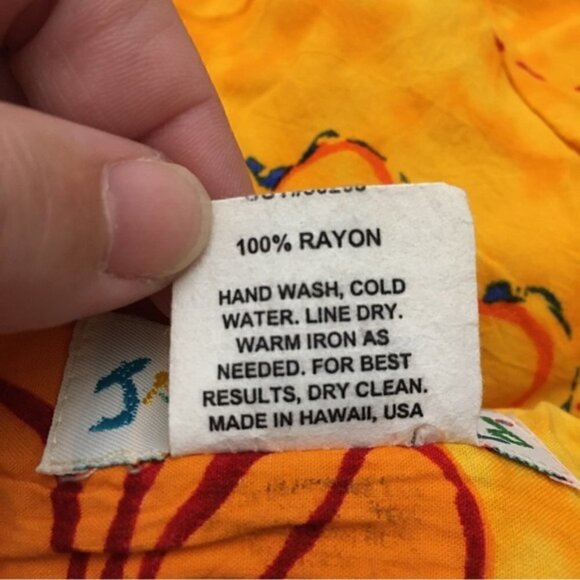 100% RAYON
HAND WASH, COLD
WATER. LINE DRY.
WARM IRON AS
NEEDED. FOR BEST
RESULTS, DRY CLEAN.
MADE IN HAWAII, USA